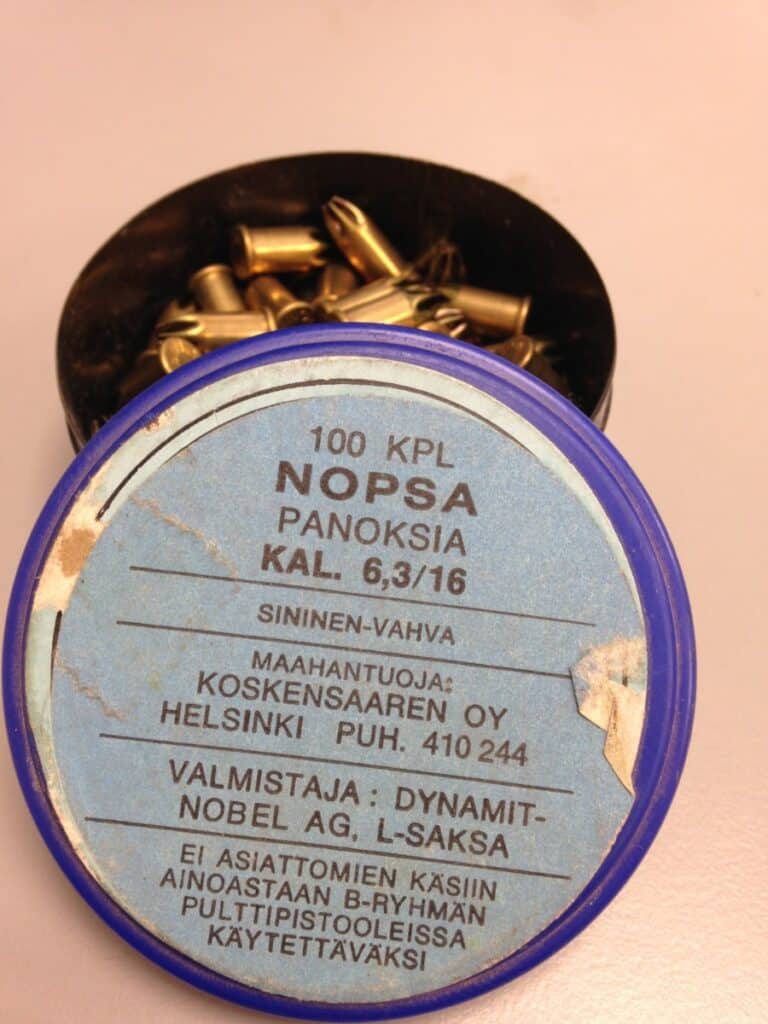 100 KPL
NOPSA
PANOKSIA
KAL. 6,3/16
SININEN-VAHVA
MAAHANTUOJA:
KOSKENSAAREN OY
HELSINKI PUH. 410 244
VALMISTAJA: DYNAMIT-
NOBEL AG, L-SAKSA
EI ASIATTOMIEN KÄSIIN
AINOASTAAN B-RYHMÄN
PULTTIPISTOOLEISSA
KÄYTETTÄVÄKSI